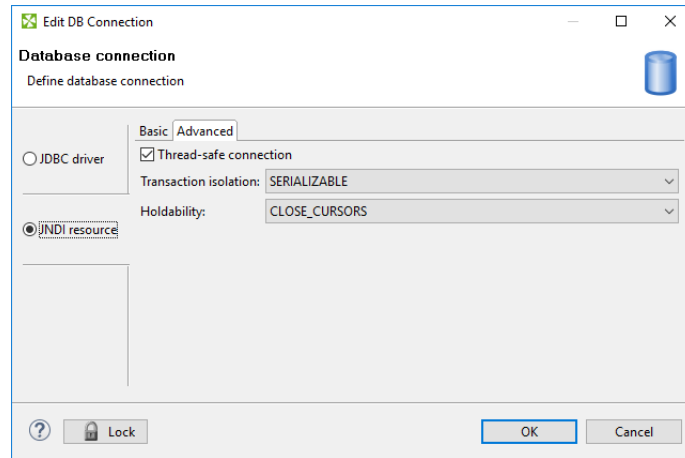 Edit DB Connection
Database connection
Define database connection
Basic Advanced
JDBC driver
Thread-safe connection
Transaction isolation: SERIALIZABLE
Holdability: CLOSE_CURSORS
JNDI resource
? Lock OK Cancel